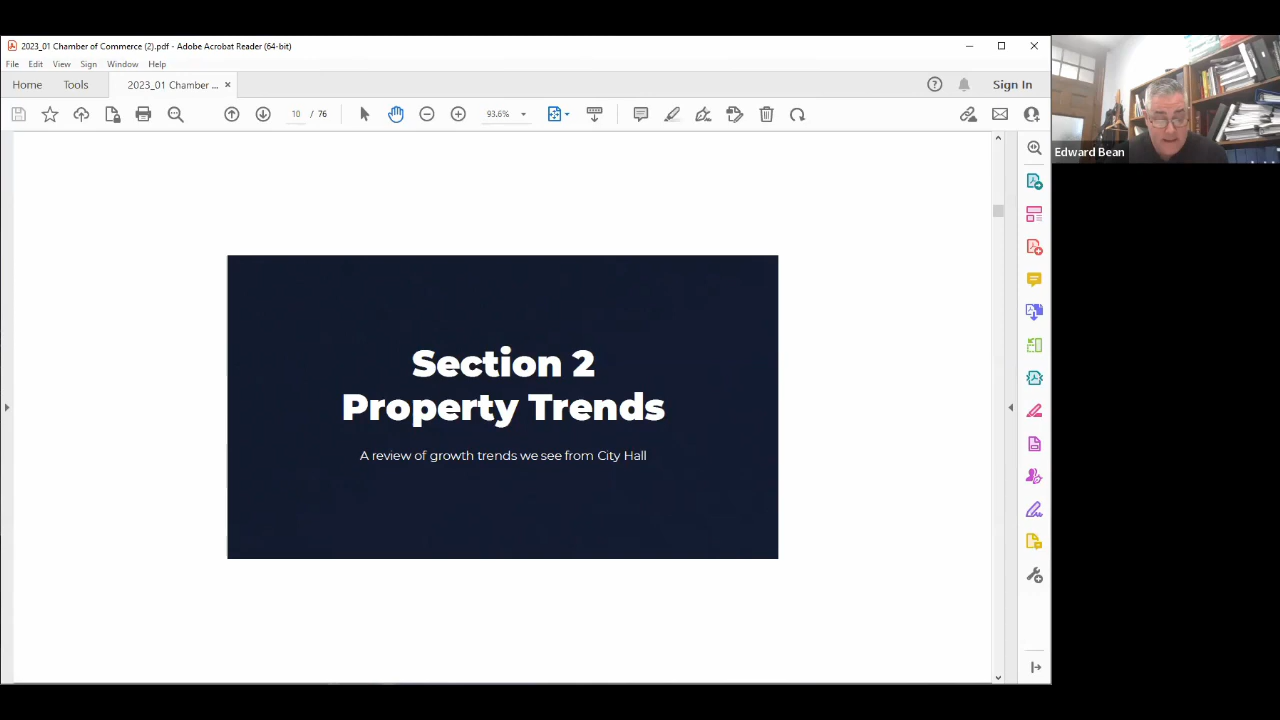 2023_01 Chamber of Commerce (2).pdf - Adobe Acrobat Reader (64-bit)
File Edit View Sign Window Help
Home Tools 2023_01 Chamber ... × Sign In
10 / 76 93.6%
Section 2
Property Trends
A review of growth trends we see from City Hall
Edward Bean